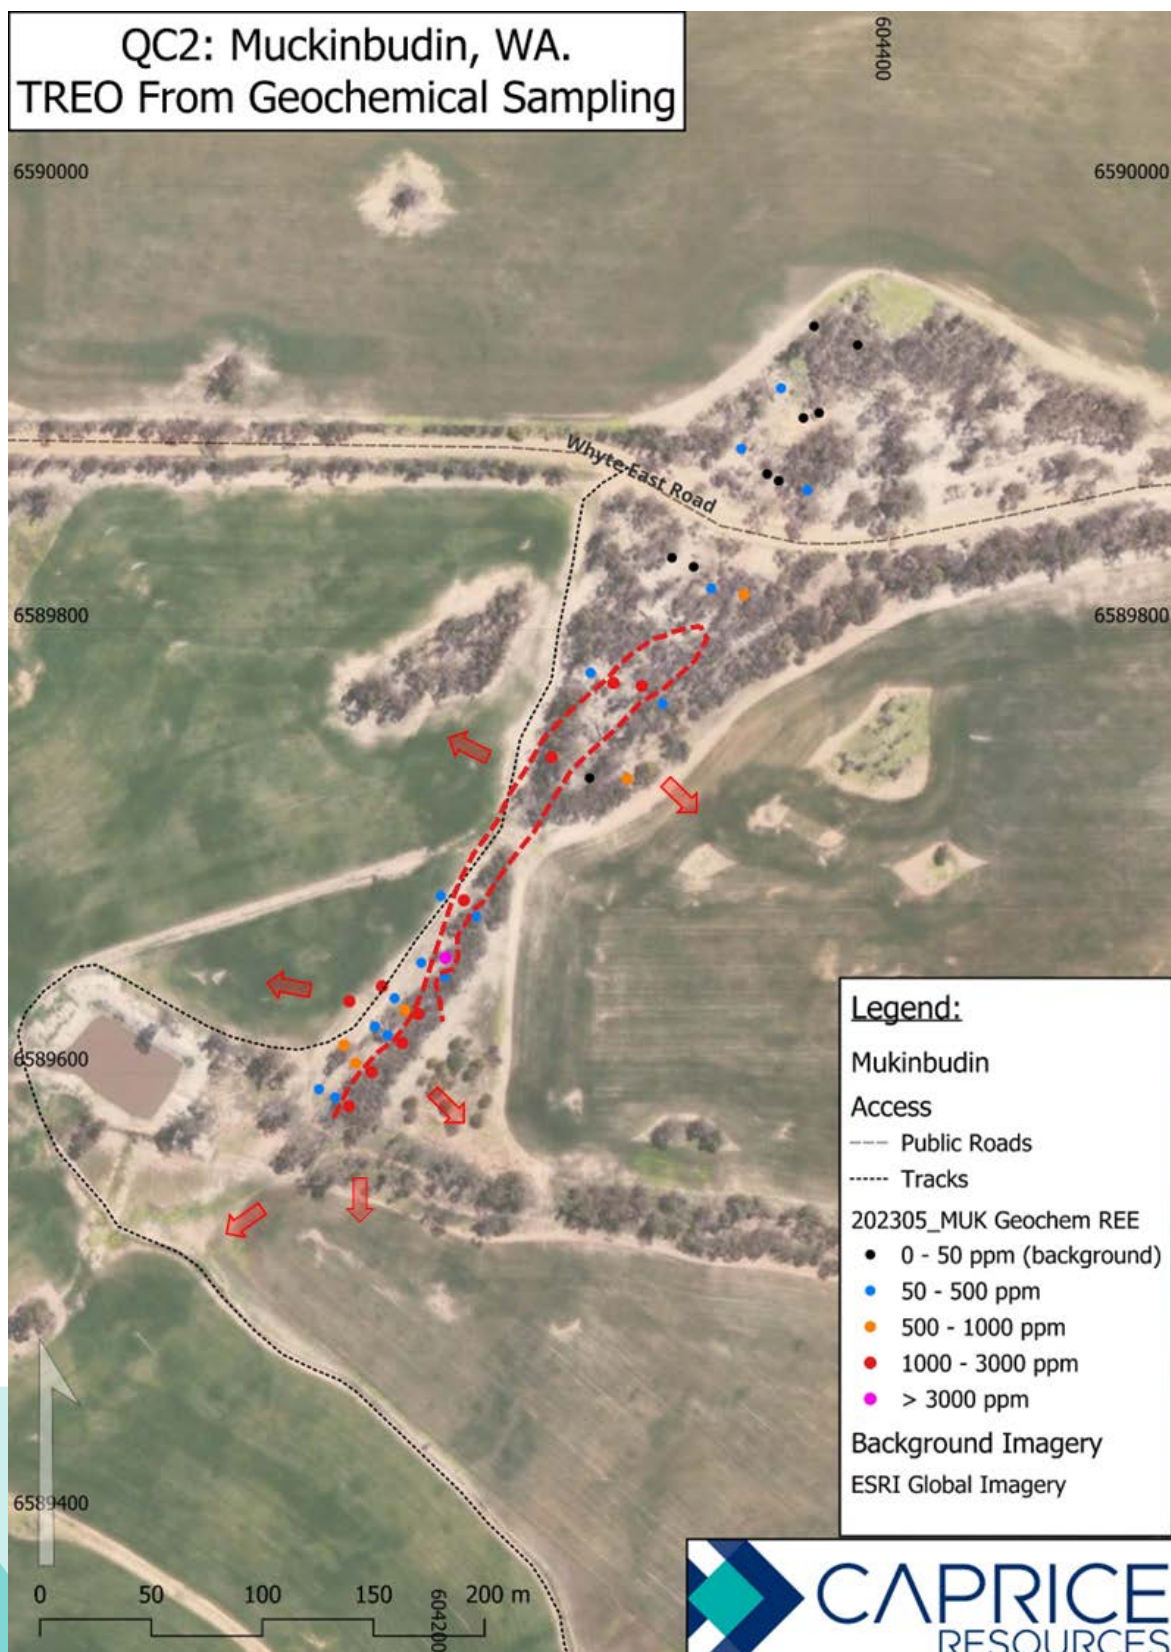 QC2: Muckinbudin, WA.
TREO From Geochemical Sampling
604400
6590000
6590000
Whyte East Road
6589800
6589800
6589600
6589400
Legend:
Mukinbudin
Access
Public Roads
Tracks
202305_MUK Geochem REE
0 - 50 ppm (background)
50 - 500 ppm
500 - 1000 ppm
1000 - 3000 ppm
> 3000 ppm
Background Imagery
ESRI Global Imagery
0 50 100 150 200 m
604200
CAPRICE
RESOURCES